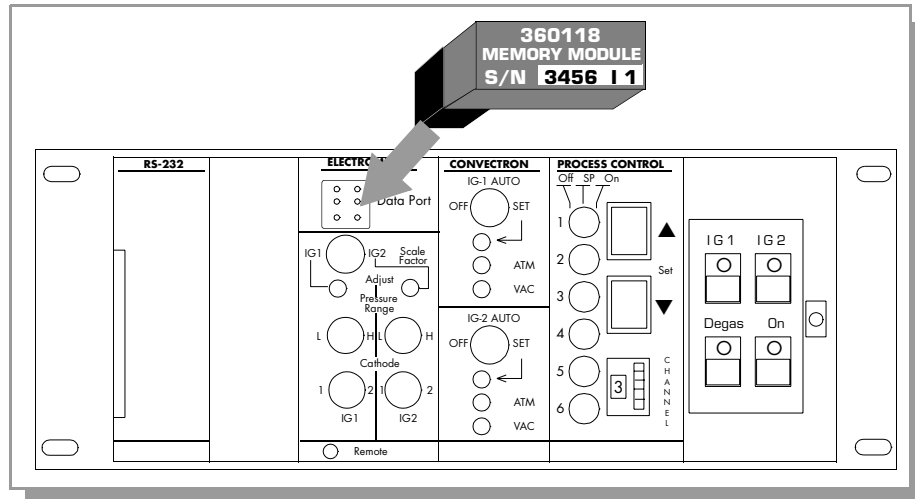 360118
MEMORY MODULE
S/N 3456 I 1
RS-232
CONVECTRON
PROCESS CONTROL
Data Port
IG1
IG2
Scale
Factor
Adjust
Pressure
Range
L
H
L
H
Cathode
1
2
1
2
IG1
IG2
Remote
IG-1 AUTO
OFF
SET
ATM
VAC
IG-2 AUTO
OFF
SET
ATM
VAC
Off SP On
1
2
3
4
5
6
Set
3
CHANNEL
IG1 IG2
Degas On